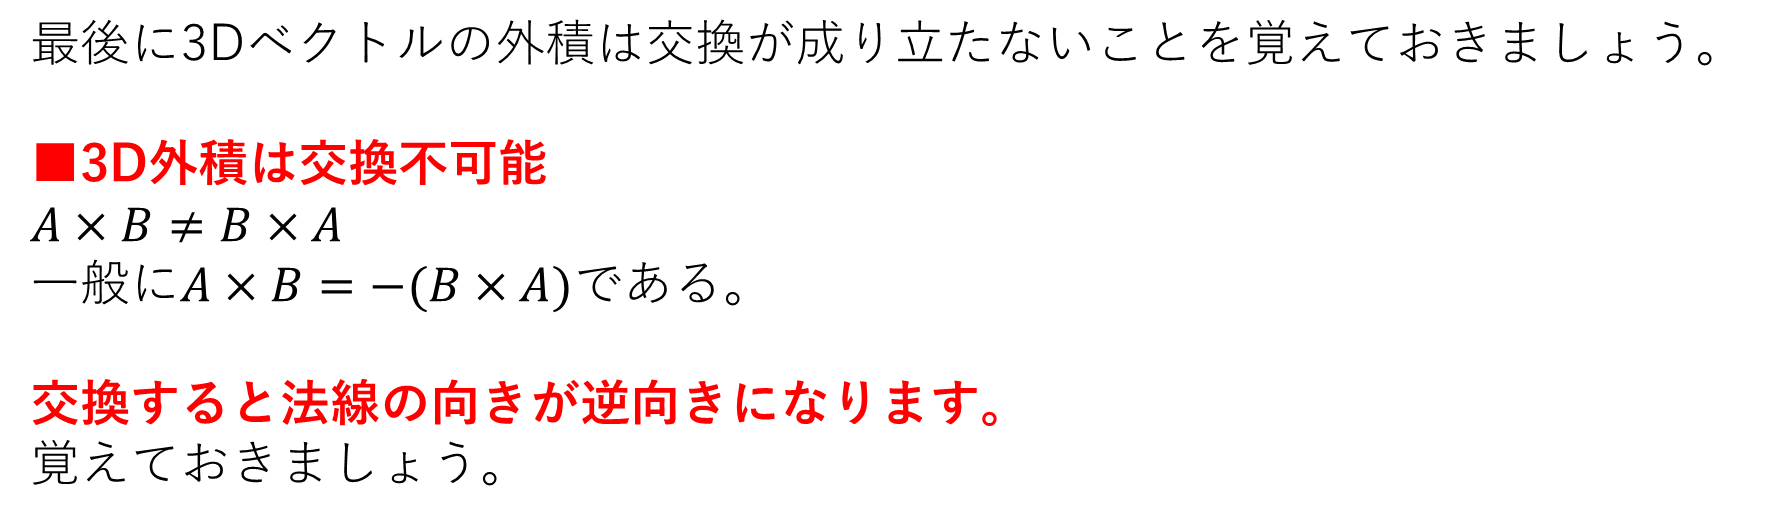 最後に3Dベクトルの外積は交換が成り立たないことを覚えておきましょう。
■3D外積は交換不可能
A × B ≠ B × A
一般にA × B = −(B × A)である。
交換すると法線の向きが逆向きになります。
覚えておきましょう。